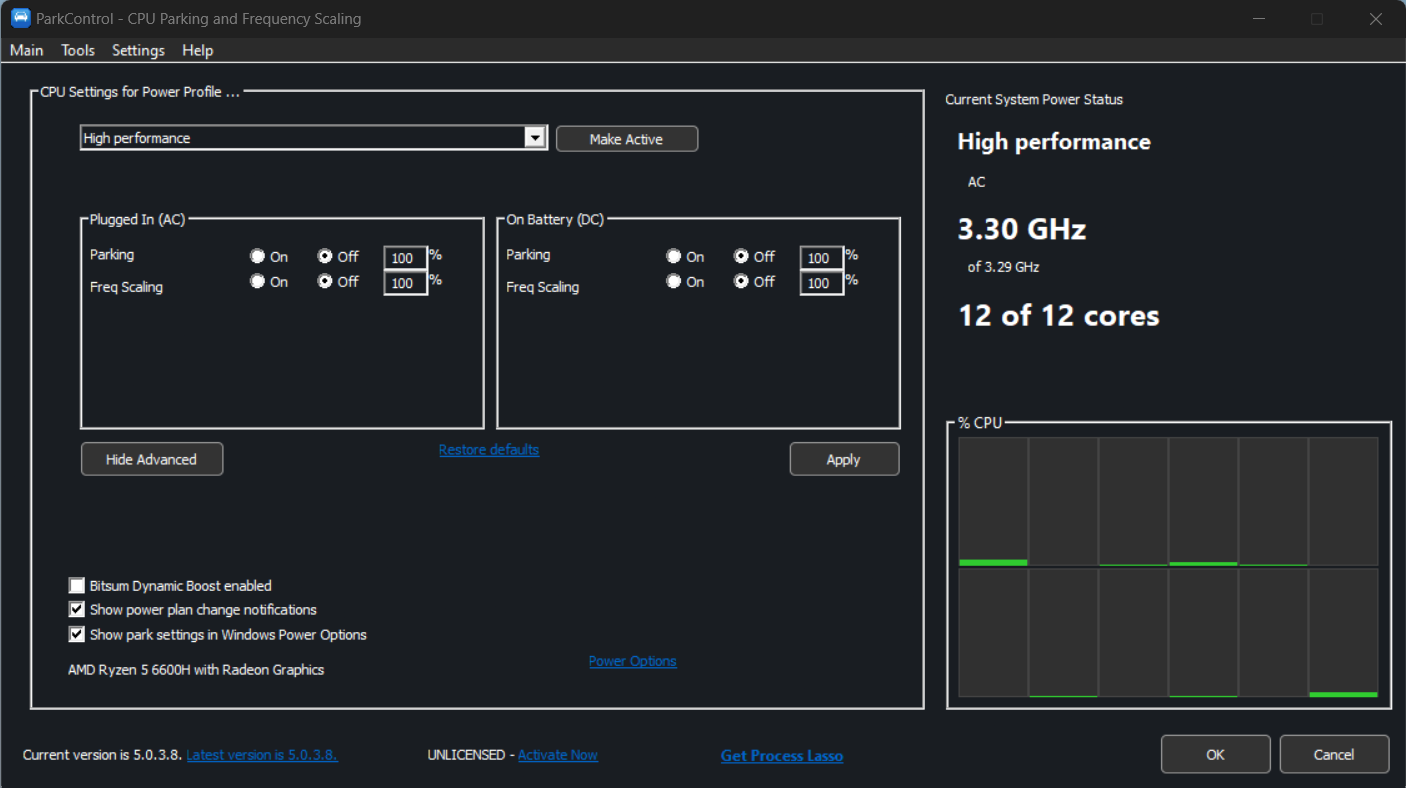 ParkControl - CPU Parking and Frequency Scaling
Main Tools Settings Help
CPU Settings for Power Profile ...
High performance
Make Active
Plugged In (AC)
Parking On Off 100 %
Freq Scaling On Off 100 %
On Battery (DC)
Parking On Off 100 %
Freq Scaling On Off 100 %
Hide Advanced
Restore defaults
Apply
Bitsum Dynamic Boost enabled
Show power plan change notifications
Show park settings in Windows Power Options
AMD Ryzen 5 6600H with Radeon Graphics
Power Options
Current System Power Status
High performance
AC
3.30 GHz
of 3.29 GHz
12 of 12 cores
% CPU
Current version is 5.0.3.8. Latest version is 5.0.3.8.
UNLICENSED - Activate Now
Get Process Lasso
OK
Cancel